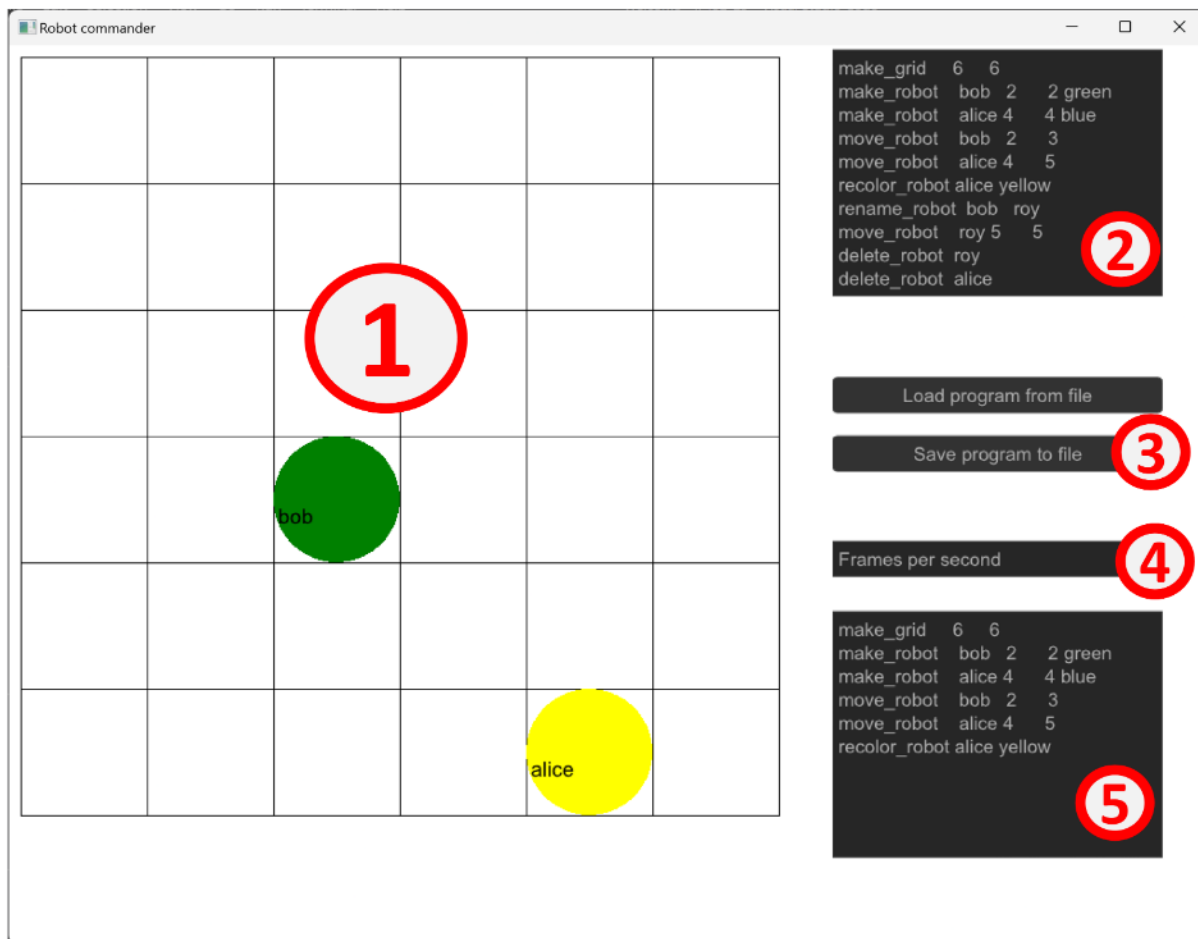 Robot commander
1
bob
alice
make_grid 6 6
make_robot bob 2 2 green
make_robot alice 4 4 blue
move_robot bob 2 3
move_robot alice 4 5
recolor_robot alice yellow
rename_robot bob roy
move_robot roy 5 5
delete_robot roy
delete_robot alice
2
Load program from file
Save program to file
3
Frames per second
4
make_grid 6 6
make_robot bob 2 2 green
make_robot alice 4 4 blue
move_robot bob 2 3
move_robot alice 4 5
recolor_robot alice yellow
5